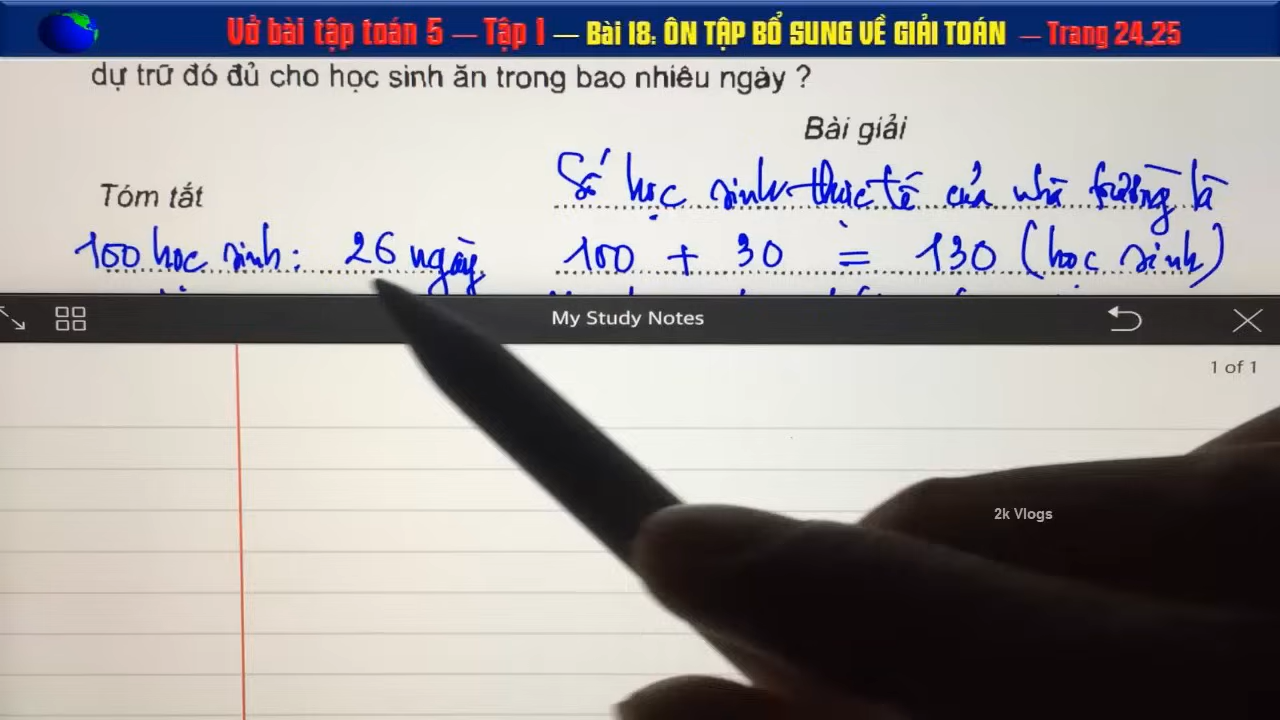 Vở bài tập toán 5 — Tập 1 — Bài 18: ÔN TẬP BỔ SUNG VỀ GIẢI TOÁN — Trang 24,25
dự trữ đó đủ cho học sinh ăn trong bao nhiêu ngày ?
Bài giải
Số học sinh thực tế của nhà trường là
Tóm tắt
100 học sinh: 26 ngày
100 + 30 = 130 (học sinh)
My Study Notes
1 of 1
2k Vlogs